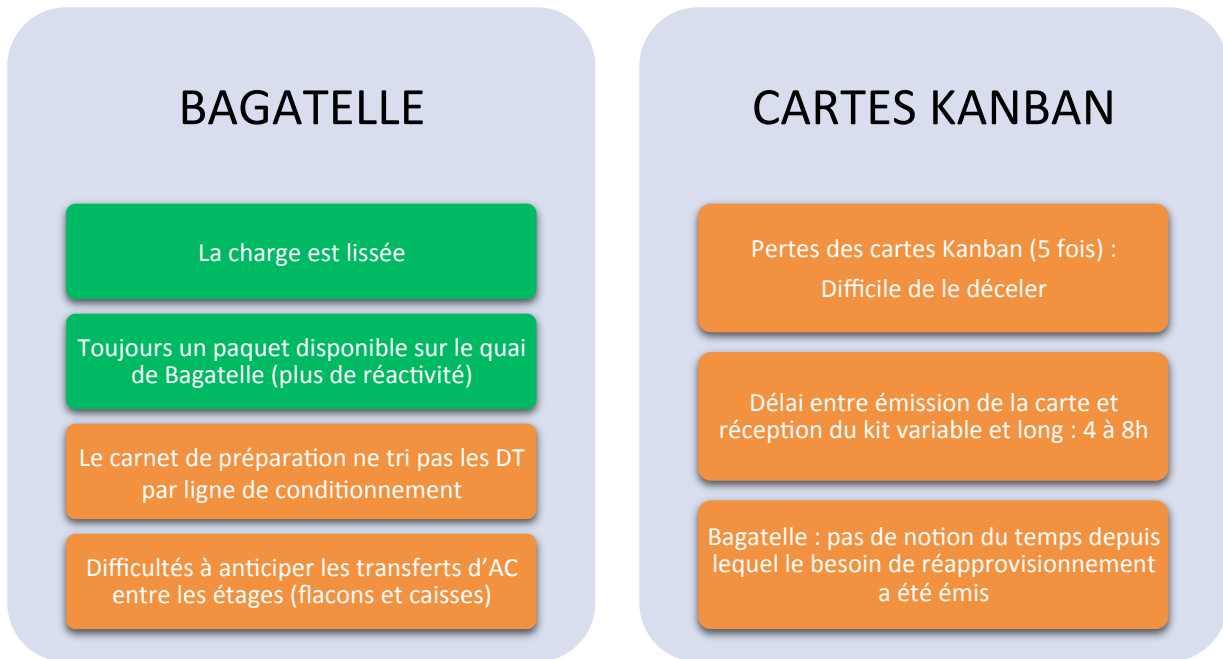 BAGATELLE
La charge est lissée
Toujours un paquet disponible sur le quai
de Bagatelle (plus de réactivité)
Le carnet de préparation ne tri pas les DT
par ligne de conditionnement
Difficultés à anticiper les transferts d’AC
entre les étages (flacons et caisses)
CARTES KANBAN
Pertes des cartes Kanban (5 fois) :
Difficile de le déceler
Délai entre émission de la carte et
réception du kit variable et long : 4 à 8h
Bagatelle : pas de notion du temps depuis
lequel le besoin de réapprovisionnement
a été émis